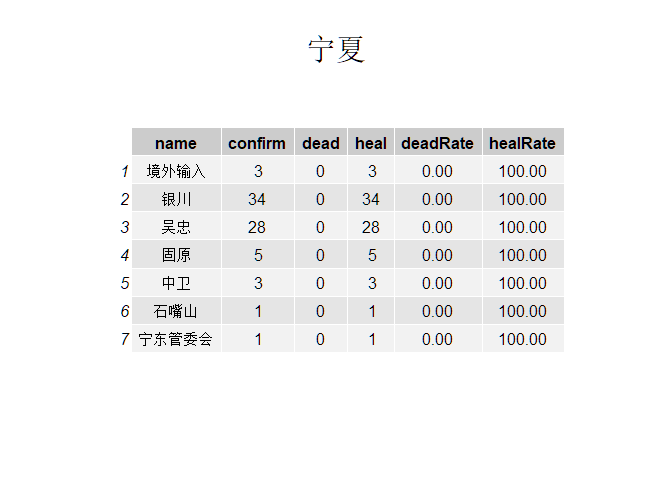 宁夏
name confirm dead heal deadRate healRate
1 境外输入 3 0 3 0.00 100.00
2 银川 34 0 34 0.00 100.00
3 吴忠 28 0 28 0.00 100.00
4 固原 5 0 5 0.00 100.00
5 中卫 3 0 3 0.00 100.00
6 石嘴山 1 0 1 0.00 100.00
7 宁东管委会 1 0 1 0.00 100.00